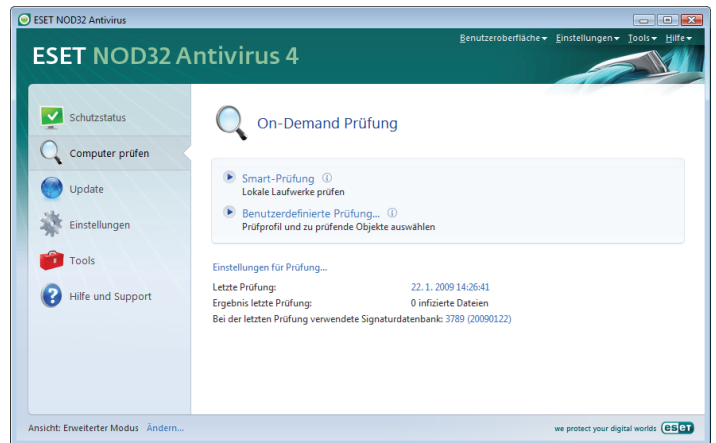 ESET NOD32 Antivirus
Benutzeroberfläche Einstellungen Tools Hilfe
ESET NOD32 Antivirus 4
Schutzstatus
Computer prüfen
Update
Einstellungen
Tools
Hilfe und Support
On-Demand Prüfung
Smart-Prüfung
Lokale Laufwerke prüfen
Benutzerdefinierte Prüfung...
Prüfprofil und zu prüfende Objekte auswählen
Einstellungen für Prüfung...
Letzte Prüfung: 22. 1. 2009 14:26:41
Ergebnis letzte Prüfung: 0 infizierte Dateien
Bei der letzten Prüfung verwendete Signaturdatenbank: 3789 (20090122)
Ansicht: Erweiterter Modus Ändern...
we protect your digital worlds eset